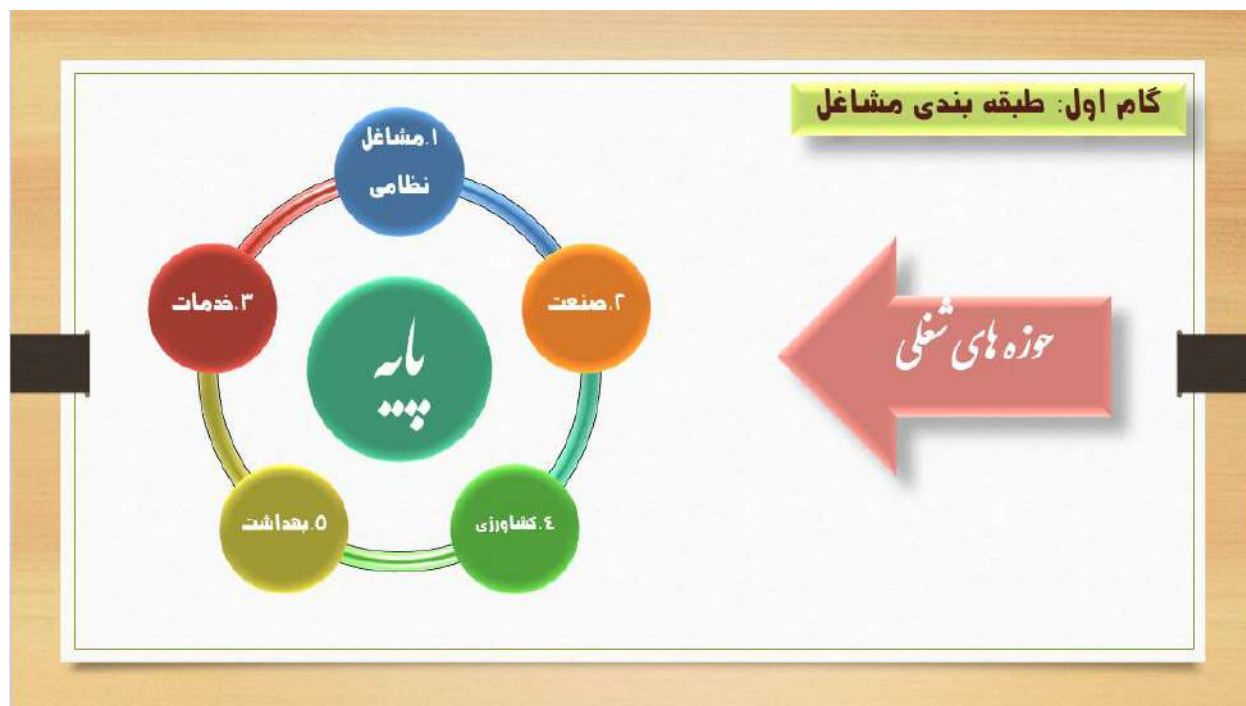 گام اول: طبقه بندی مشاغل
حوزه های شغلی
۱.مشاغل
نظامی
۲.صنعت
۳.خدمات
پایه
۴.کشاورزی
۵.بهداشت